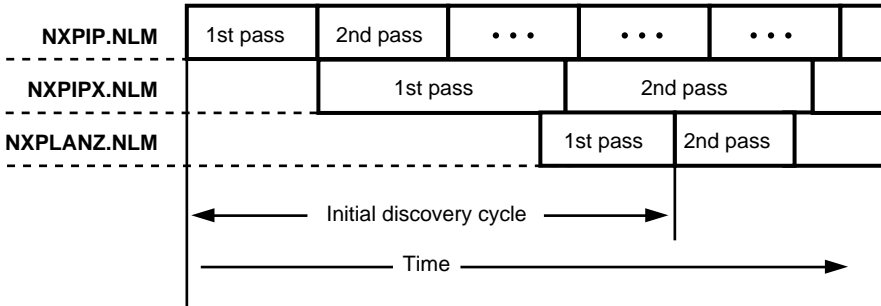 NXPIP.NLM 1st pass 2nd pass • • • • • • • • •
NXPIPX.NLM 1st pass 2nd pass
NXPLANZ.NLM 1st pass 2nd pass
Initial discovery cycle
Time